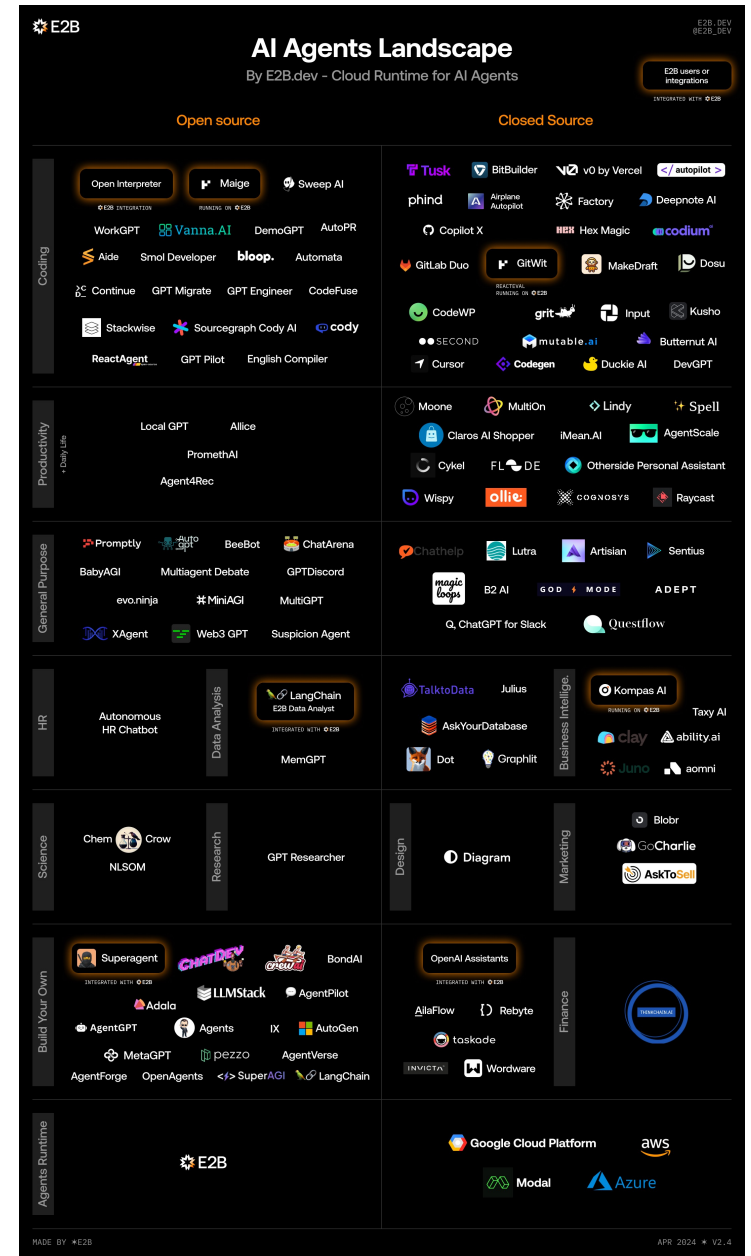 E2B
E2B.DEV
@E2B_DEV
AI Agents Landscape
By E2B.dev - Cloud Runtime for AI Agents
E2B users or
integrations
INTEGRATED WITH E2B
Open source
Closed Source
Coding
Open Interpreter
Maige
Sweep AI
E2B INTEGRATION
RUNNING ON E2B
WorkGPT
Vanna.AI
DemoGPT
AutoPR
Aide
Smol Developer
bloop.
Automata
Continue
GPT Migrate
GPT Engineer
CodeFuse
Stackwise
Sourcegraph Cody AI
cody
ReactAgent
GPT Pilot
English Compiler
Tusk
BitBuilder
v0 by Vercel
</ autopilot >
phind
Airplane
Autopilot
Factory
Deepnote AI
Copilot X
HEX Hex Magic
codium
GitLab Duo
GitWit
MakeDraft
Dosu
REACTEVAL
RUNNING ON E2B
CodeWP
grit
Input
Kusho
SECOND
mutable.ai
Butternut AI
Cursor
Codegen
Duckie AI
DevGPT
Productivity
+ Daily Life
Local GPT
Allice
PromethAI
Agent4Rec
Moone
MultiOn
Lindy
Spell
Claros AI Shopper
iMean.AI
AgentScale
Cykel
FL DE
Otherside Personal Assistant
Wispy
ollie:
COGNOSYS
Raycast
General Purpose
Promptly
Auto
gpt
BeeBot
ChatArena
BabyAGI
Multiagent Debate
GPTDiscord
evo.ninja
#MiniAGI
MultiGPT
XAgent
Web3 GPT
Suspicion Agent
Chathelp
Lutra
Artisian
Sentius
magic
loops
B2 AI
GOD MODE
ADEPT
ChatGPT for Slack
Questflow
HR
Autonomous
HR Chatbot
Data Analysis
LangChain
E2B Data Analyst
INTEGRATED WITH E2B
MemGPT
TalktoData
Julius
AskYourDatabase
Dot
Graphlit
Business Intellige.
Kompas AI
RUNNING ON E2B
Taxy AI
clay
ability.ai
Juno
aomni
Science
Chem Crow
NLSOM
Research
GPT Researcher
Design
Diagram
Marketing
Blobr
GoCharlie
AskToSell
Build Your Own
Superagent
CHATDEV
crewAI
BondAI
INTEGRATED WITH E2B
Adala
LLMStack
AgentPilot
AgentGPT
Agents
IX
AutoGen
MetaGPT
pezzo
AgentVerse
AgentForge
OpenAgents
SuperAGI
LangChain
OpenAI Assistants
INTEGRATED WITH E2B
AilaFlow
Rebyte
taskade
INVICTA
Wordware
Finance
THINKCHAIN.AI
Agents Runtime
E2B
Google Cloud Platform
aws
Modal
Azure
MADE BY ✶E2B
APR 2024 ✶ V2.4